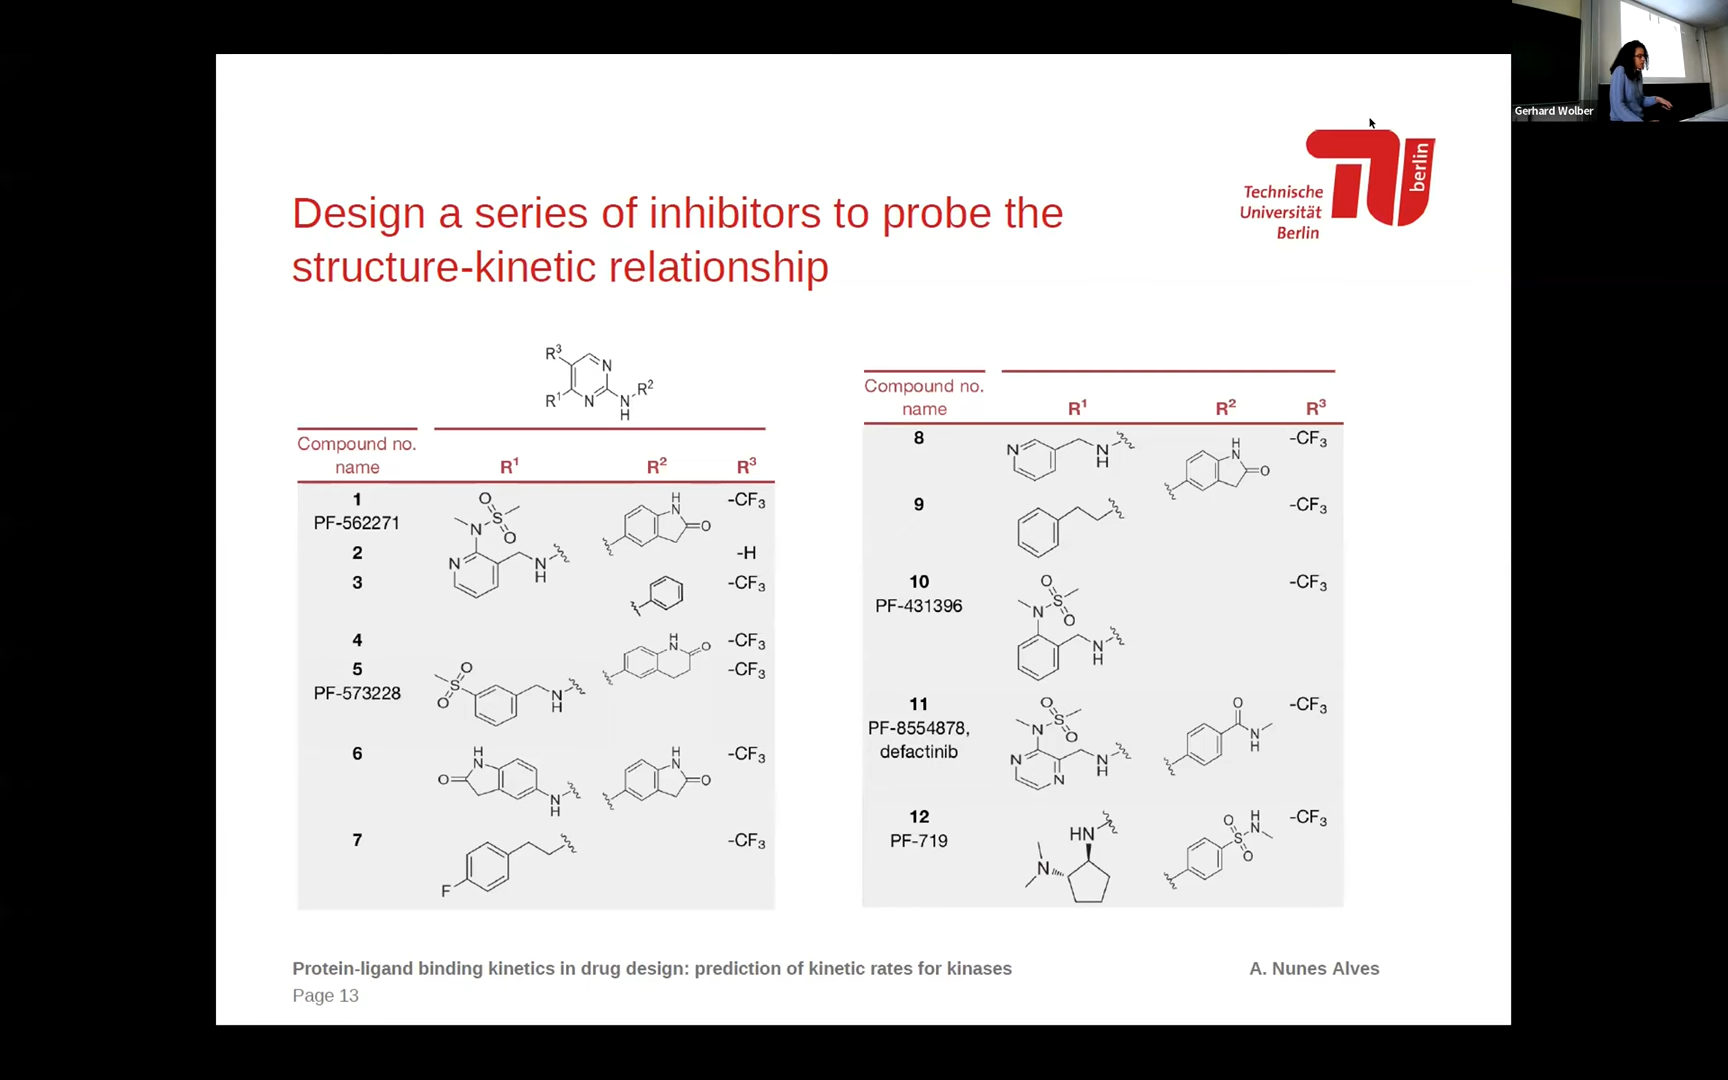 Gerhard Wolber
Technische
Universität
Berlin
berlin
Design a series of inhibitors to probe the
structure-kinetic relationship
R³
N
R¹
N
N
H
R²
Compound no.
name
R¹
R²
R³
1
PF-562271
-CF₃
2
-H
3
-CF₃
O
S
O
N
N
N
H
H
N
O
4
-CF₃
5
PF-573228
-CF₃
O
S
O
N
H
H
N
O
6
-CF₃
H
N
O
N
H
H
N
O
7
-CF₃
F
Compound no.
name
R¹
R²
R³
8
-CF₃
N
N
H
H
N
O
9
-CF₃
10
PF-431396
-CF₃
O
S
O
N
N
H
11
PF-8554878,
defactinib
-CF₃
O
S
O
N
N
N
N
H
O
N
H
12
PF-719
-CF₃
HN
N
O
S
O
H
N
Protein-ligand binding kinetics in drug design: prediction of kinetic rates for kinases
A. Nunes Alves
Page 13